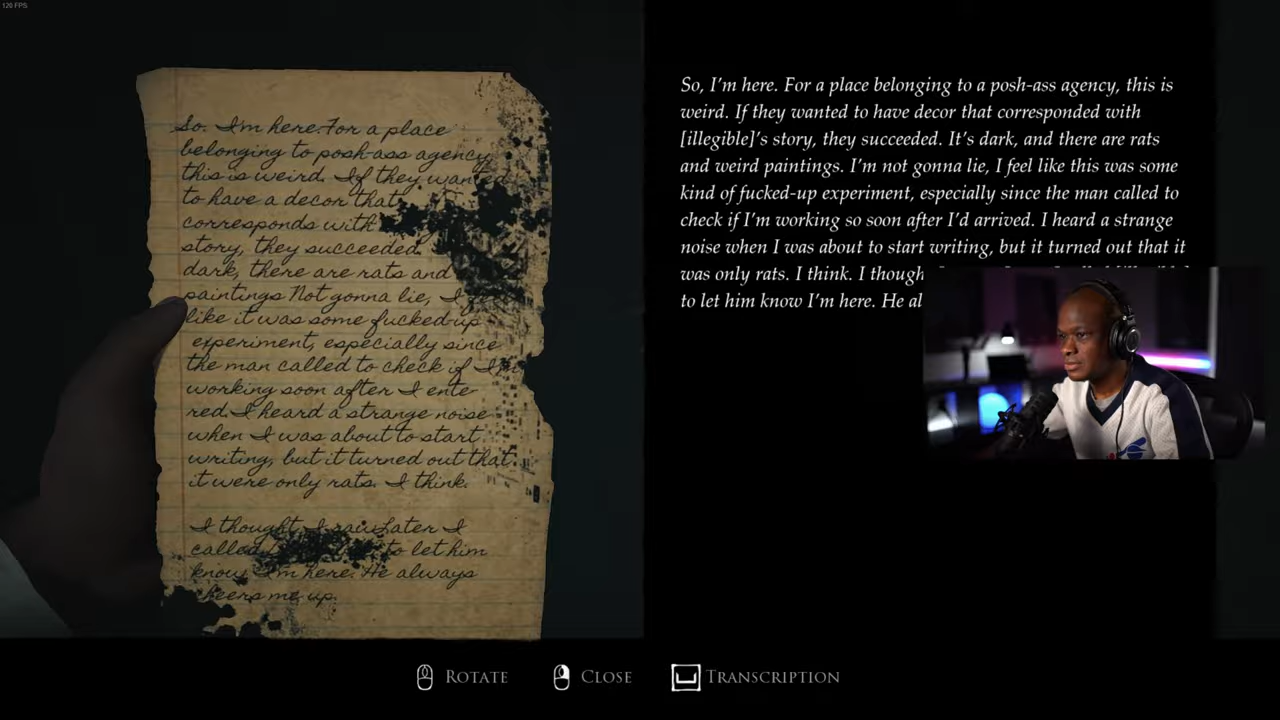 120 FPS
So. I'm here. For a place
belonging to posh-ass agency,
this is weird. If they wanted
to have a decor that
corresponds with
story, they succeeded.
dark, there are rats and
paintings. Not gonna lie, I
like it was some fucked-up
experiment, especially since
the man called to check if I'm
working soon after I ente
red. I heard a strange noise
when I was about to start
writing, but it turned out that
it were only rats. I think.
I thought I Later I
called to let him
know I'm here. He always
cheers me up.
So, I'm here. For a place belonging to a posh-ass agency, this is
weird. If they wanted to have decor that corresponded with
[illegible]'s story, they succeeded. It's dark, and there are rats
and weird paintings. I'm not gonna lie, I feel like this was some
kind of fucked-up experiment, especially since the man called to
check if I'm working so soon after I'd arrived. I heard a strange
noise when I was about to start writing, but it turned out that it
was only rats. I think. I though
to let him know I'm here. He al
ROTATE
CLOSE
TRANSCRIPTION